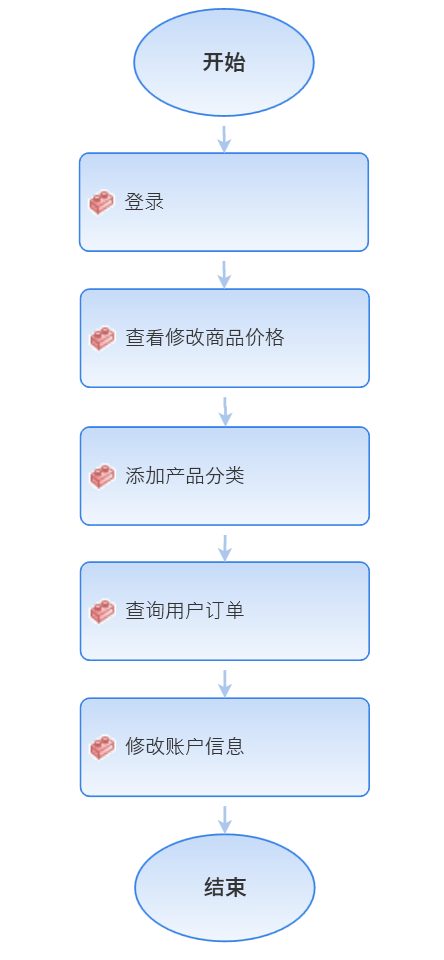 开始
登录
查看修改商品价格
添加产品分类
查询用户订单
修改账户信息
结束